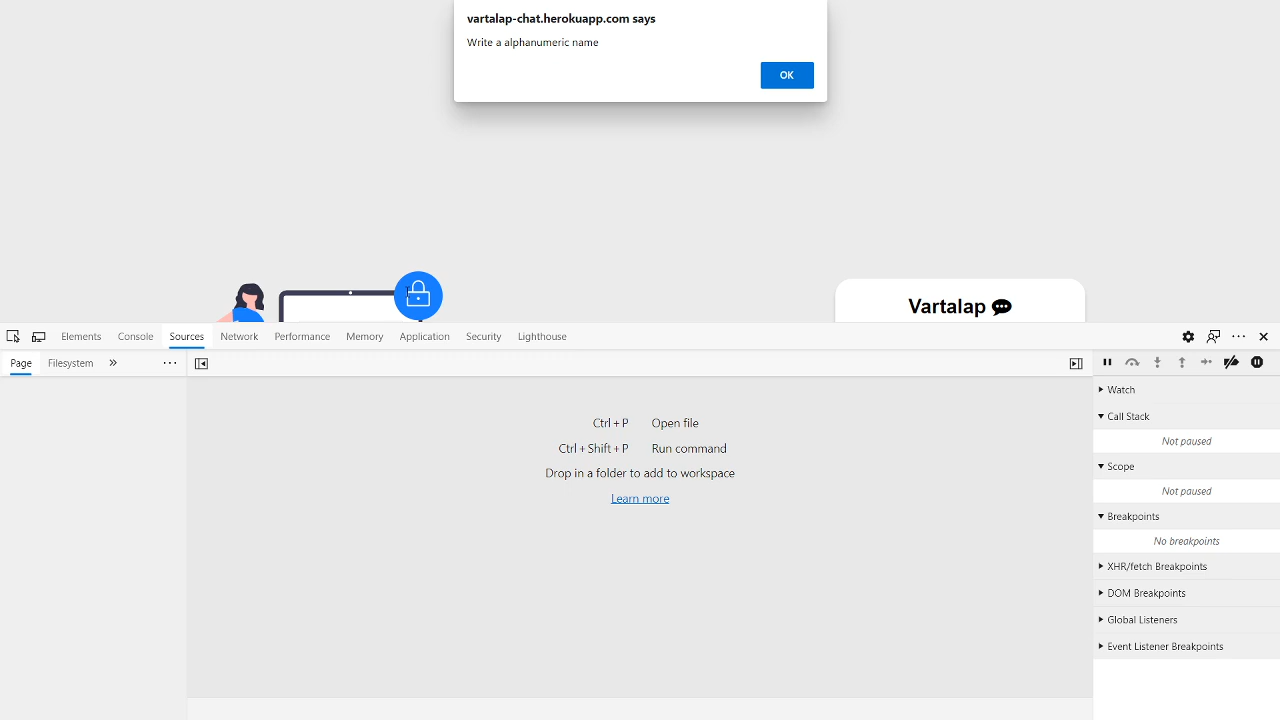 vartalap-chat.herokuapp.com says
Write a alphanumeric name
OK
Vartalap
Elements Console Sources Network Performance Memory Application Security Lighthouse
Page Filesystem
Ctrl + P Open file
Ctrl + Shift + P Run command
Drop in a folder to add to workspace
Learn more
Watch
Call Stack
Not paused
Scope
Not paused
Breakpoints
No breakpoints
XHR/fetch Breakpoints
DOM Breakpoints
Global Listeners
Event Listener Breakpoints